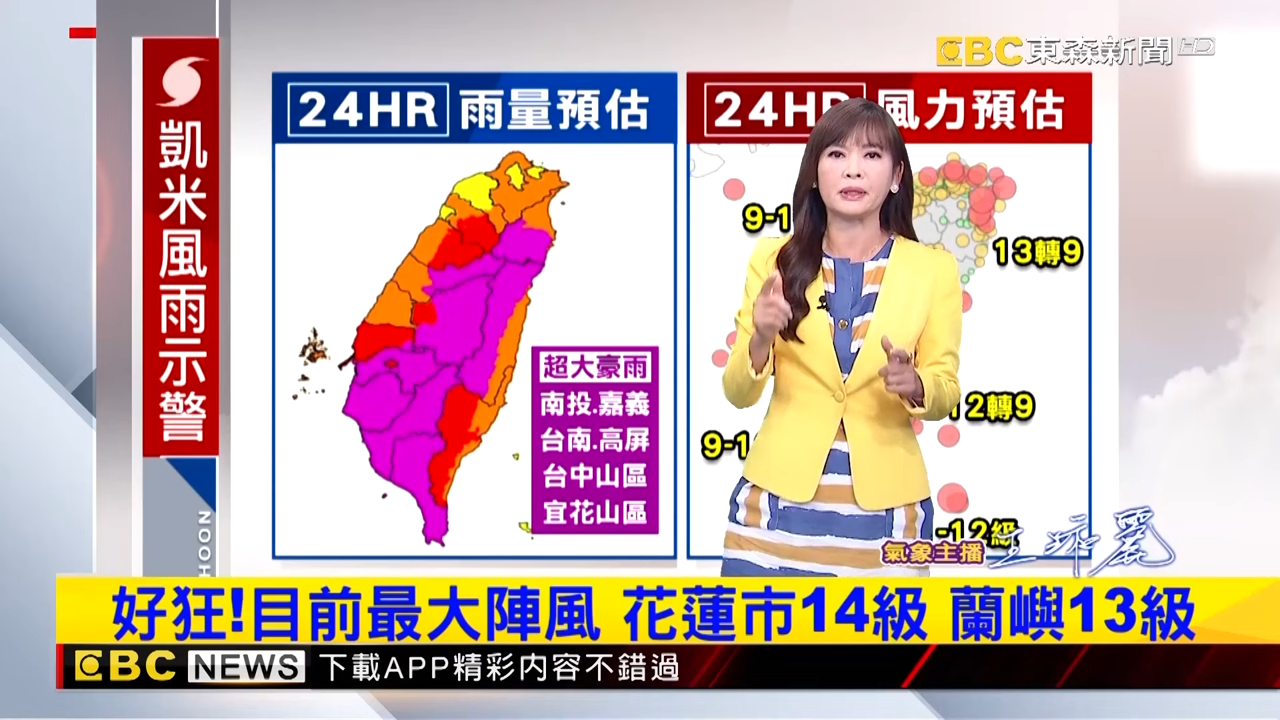 EBC 東森新聞 HD
凱米風雨示警
24HR 雨量預估
24HR 風力預估
9-1
13轉9
超大豪雨
南投.嘉義
台南.高屏
台中山區
宜花山區
12轉9
9-1
-12級
氣象主播
HOON
好狂!目前最大陣風 花蓮市14級 蘭嶼13級
EBC NEWS 下載APP精彩内容不錯過